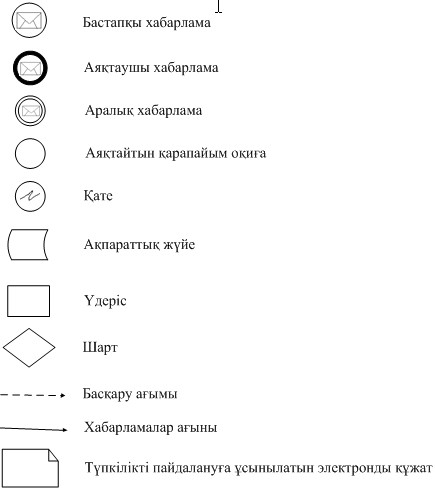 Бастапқы хабарлама
Аяқтаушы хабарлама
Аралық хабарлама
Аяқтайтын қарапайым оқиға
Қате
Ақпараттық жүйе
Үдеріс
Шарт
Басқару ағымы
Хабарламалар ағыны
Түпкілікті пайдалануға ұсынылатын электронды құжат